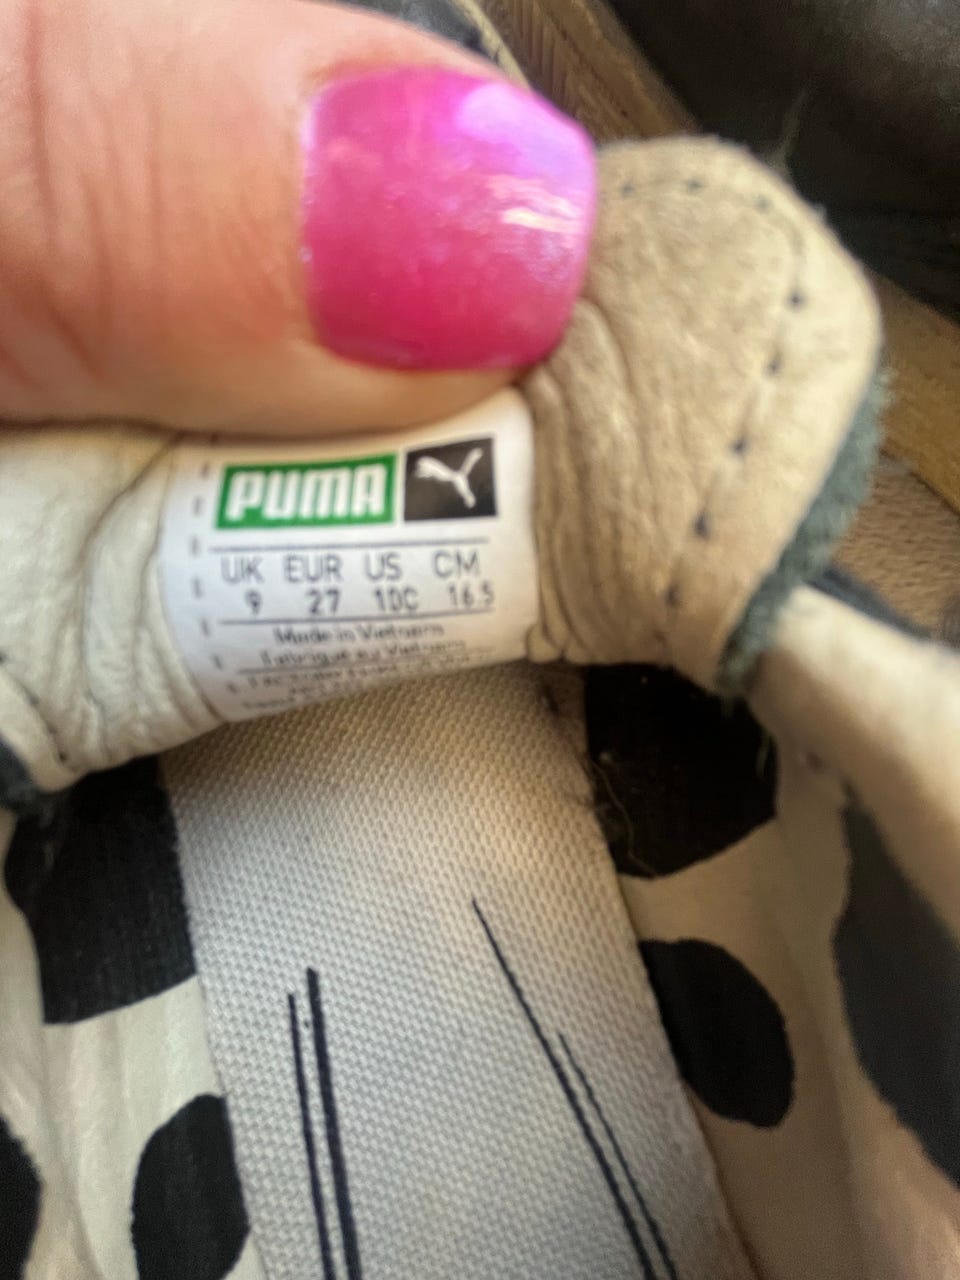 PUMA
UK EUR US CM
9 27 10C 16.5
Made in Vietnam
Fabriqué au Vietnam